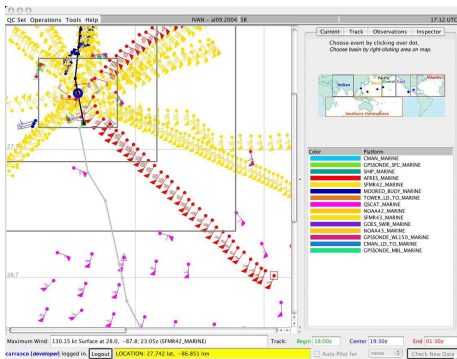 QC Set Operations Tools Help
IVAN - al09.2004 SR
17:12 UTC
Current Track Observations Inspector
Choose event by clicking over dot.
Choose basin by right-clicking area on map.
Indian
Pacific
Atlantic
Southern Hemisphere
Color Platform
CMAN_MARINE
GPSSONDE_SFC_MARINE
SHIP_MARINE
AFRES_MARINE
SFMR42_MARINE
MOORED_BUOY_MARINE
TOWER_LD_TO_MARINE
QSCAT_MARINE
NOAA42_MARINE
SFMR43_MARINE
GOES_SWIR_MARINE
NOAA43_MARINE
GPSSONDE_WL150_MARINE
CMAN_LD_TO_MARINE
GPSSONDE_MBL_MARINE
26.7
Maximum Wind: 130.15 kt Surface at 28.0, -87.8; 23:05z (SFMR42_MARINE)
Track: Begin 18:00z Center 19:30z End 01:30z
carrasco [developer] logged in. Logout LOCATION: 27.742 lat, -86.851 lon
Auto Pilot for none Check New Data